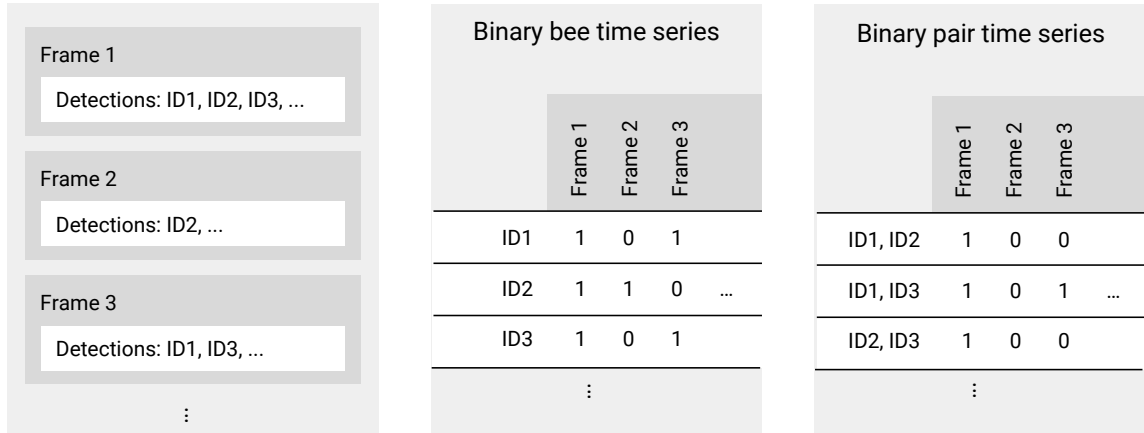 Frame 1
Detections: ID1, ID2, ID3, ...
Frame 2
Detections: ID2, ...
Frame 3
Detections: ID1, ID3, ...
⋮
Binary bee time series
Frame 1 Frame 2 Frame 3
ID1 1 0 1
ID2 1 1 0 ...
ID3 1 0 1
⋮
Binary pair time series
Frame 1 Frame 2 Frame 3
ID1, ID2 1 0 0
ID1, ID3 1 0 1 ...
ID2, ID3 1 0 0
⋮